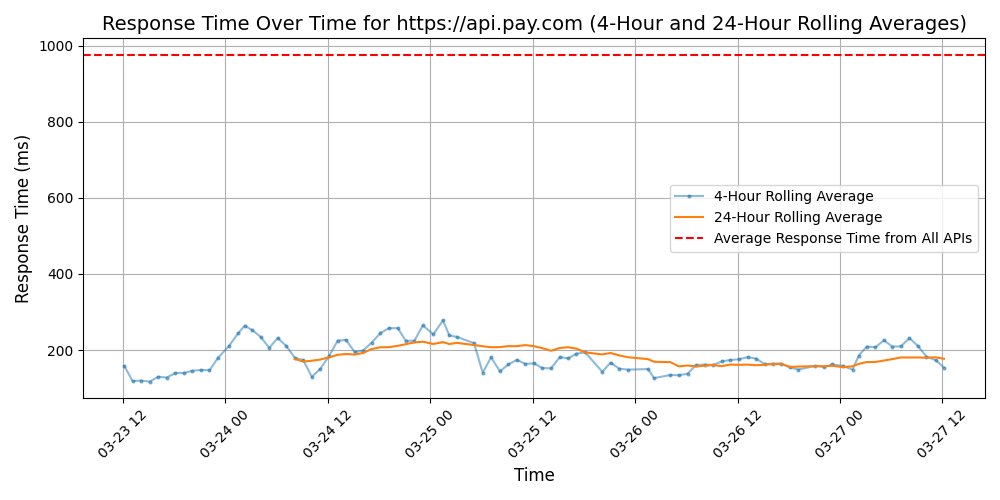 Response Time Over Time for https://api.pay.com (4-Hour and 24-Hour Rolling Averages)
Response Time (ms)
1000
800
600
400
200
4-Hour Rolling Average
24-Hour Rolling Average
Average Response Time from All APIs
03-23 12
03-24 00
03-24 12
03-25 00
03-25 12
03-26 00
03-26 12
03-27 00
03-27 12
Time